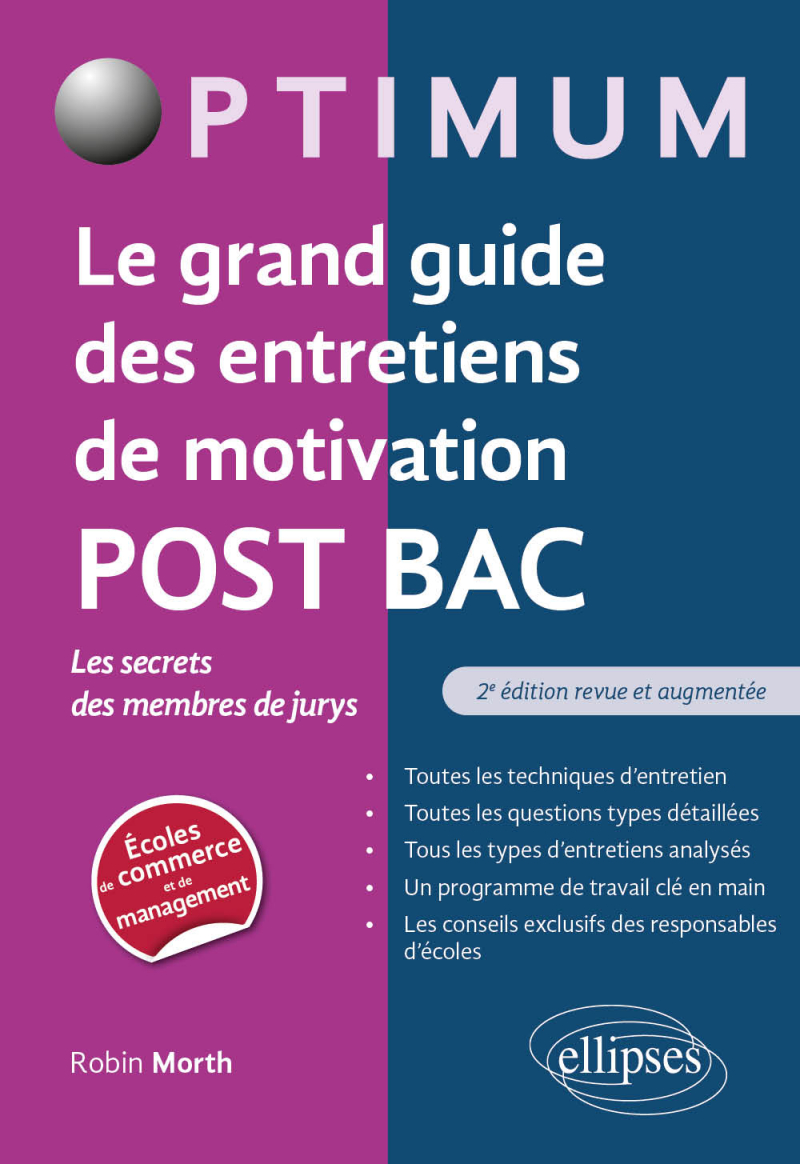 OPTIMUM
Le grand guide
des entretiens
de motivation
POST BAC
Les secrets
des membres de jurys
2e édition revue et augmentée
• Toutes les techniques d'entretien
• Toutes les questions types détaillées
• Tous les types d'entretiens analysés
• Un programme de travail clé en main
• Les conseils exclusifs des responsables
d'écoles
Écoles
de commerce
et de
management
Robin Morth
ellipses